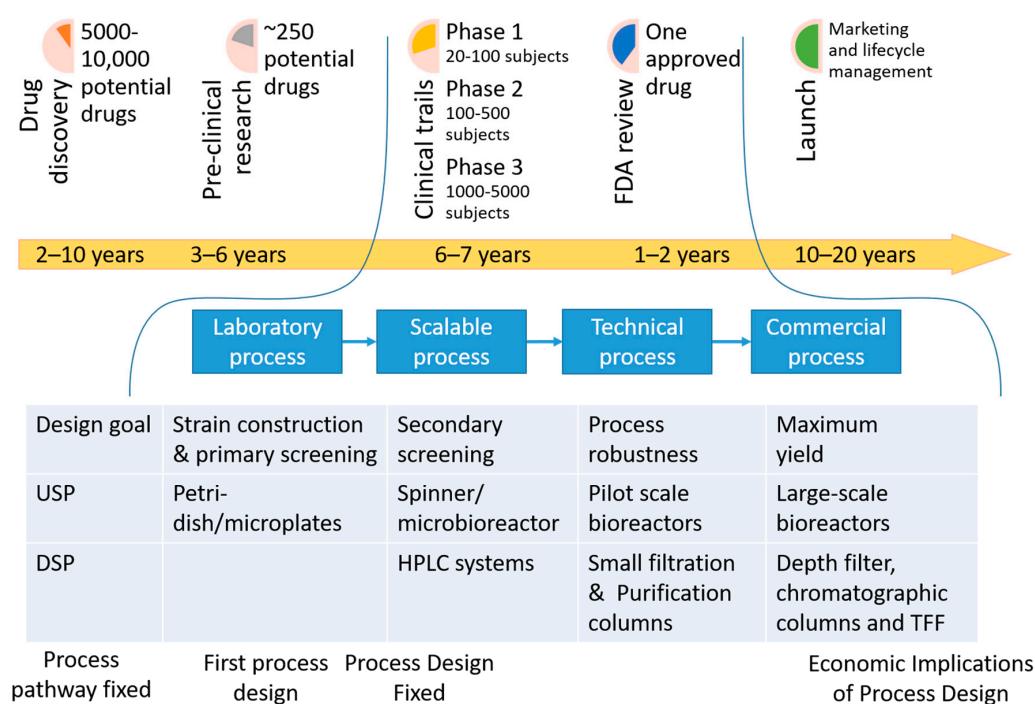 Drug
discovery
5000-
10,000
potential
drugs
Pre-clinical
research
~250
potential
drugs
Clinical trails
Phase 1
20-100 subjects
Phase 2
100-500
subjects
Phase 3
1000-5000
subjects
FDA review
One
approved
drug
Launch
Marketing
and lifecycle
management
2–10 years
3–6 years
6–7 years
1–2 years
10–20 years
Laboratory
process
Scalable
process
Technical
process
Commercial
process
Design goal
Strain construction
& primary screening
Secondary
screening
Process
robustness
Maximum
yield
USP
Petri-
dish/microplates
Spinner/
microbioreactor
Pilot scale
bioreactors
Large-scale
bioreactors
DSP
HPLC systems
Small filtration
& Purification
columns
Depth filter,
chromatographic
columns and TFF
Process
pathway fixed
First process
design
Process Design
Fixed
Economic Implications
of Process Design